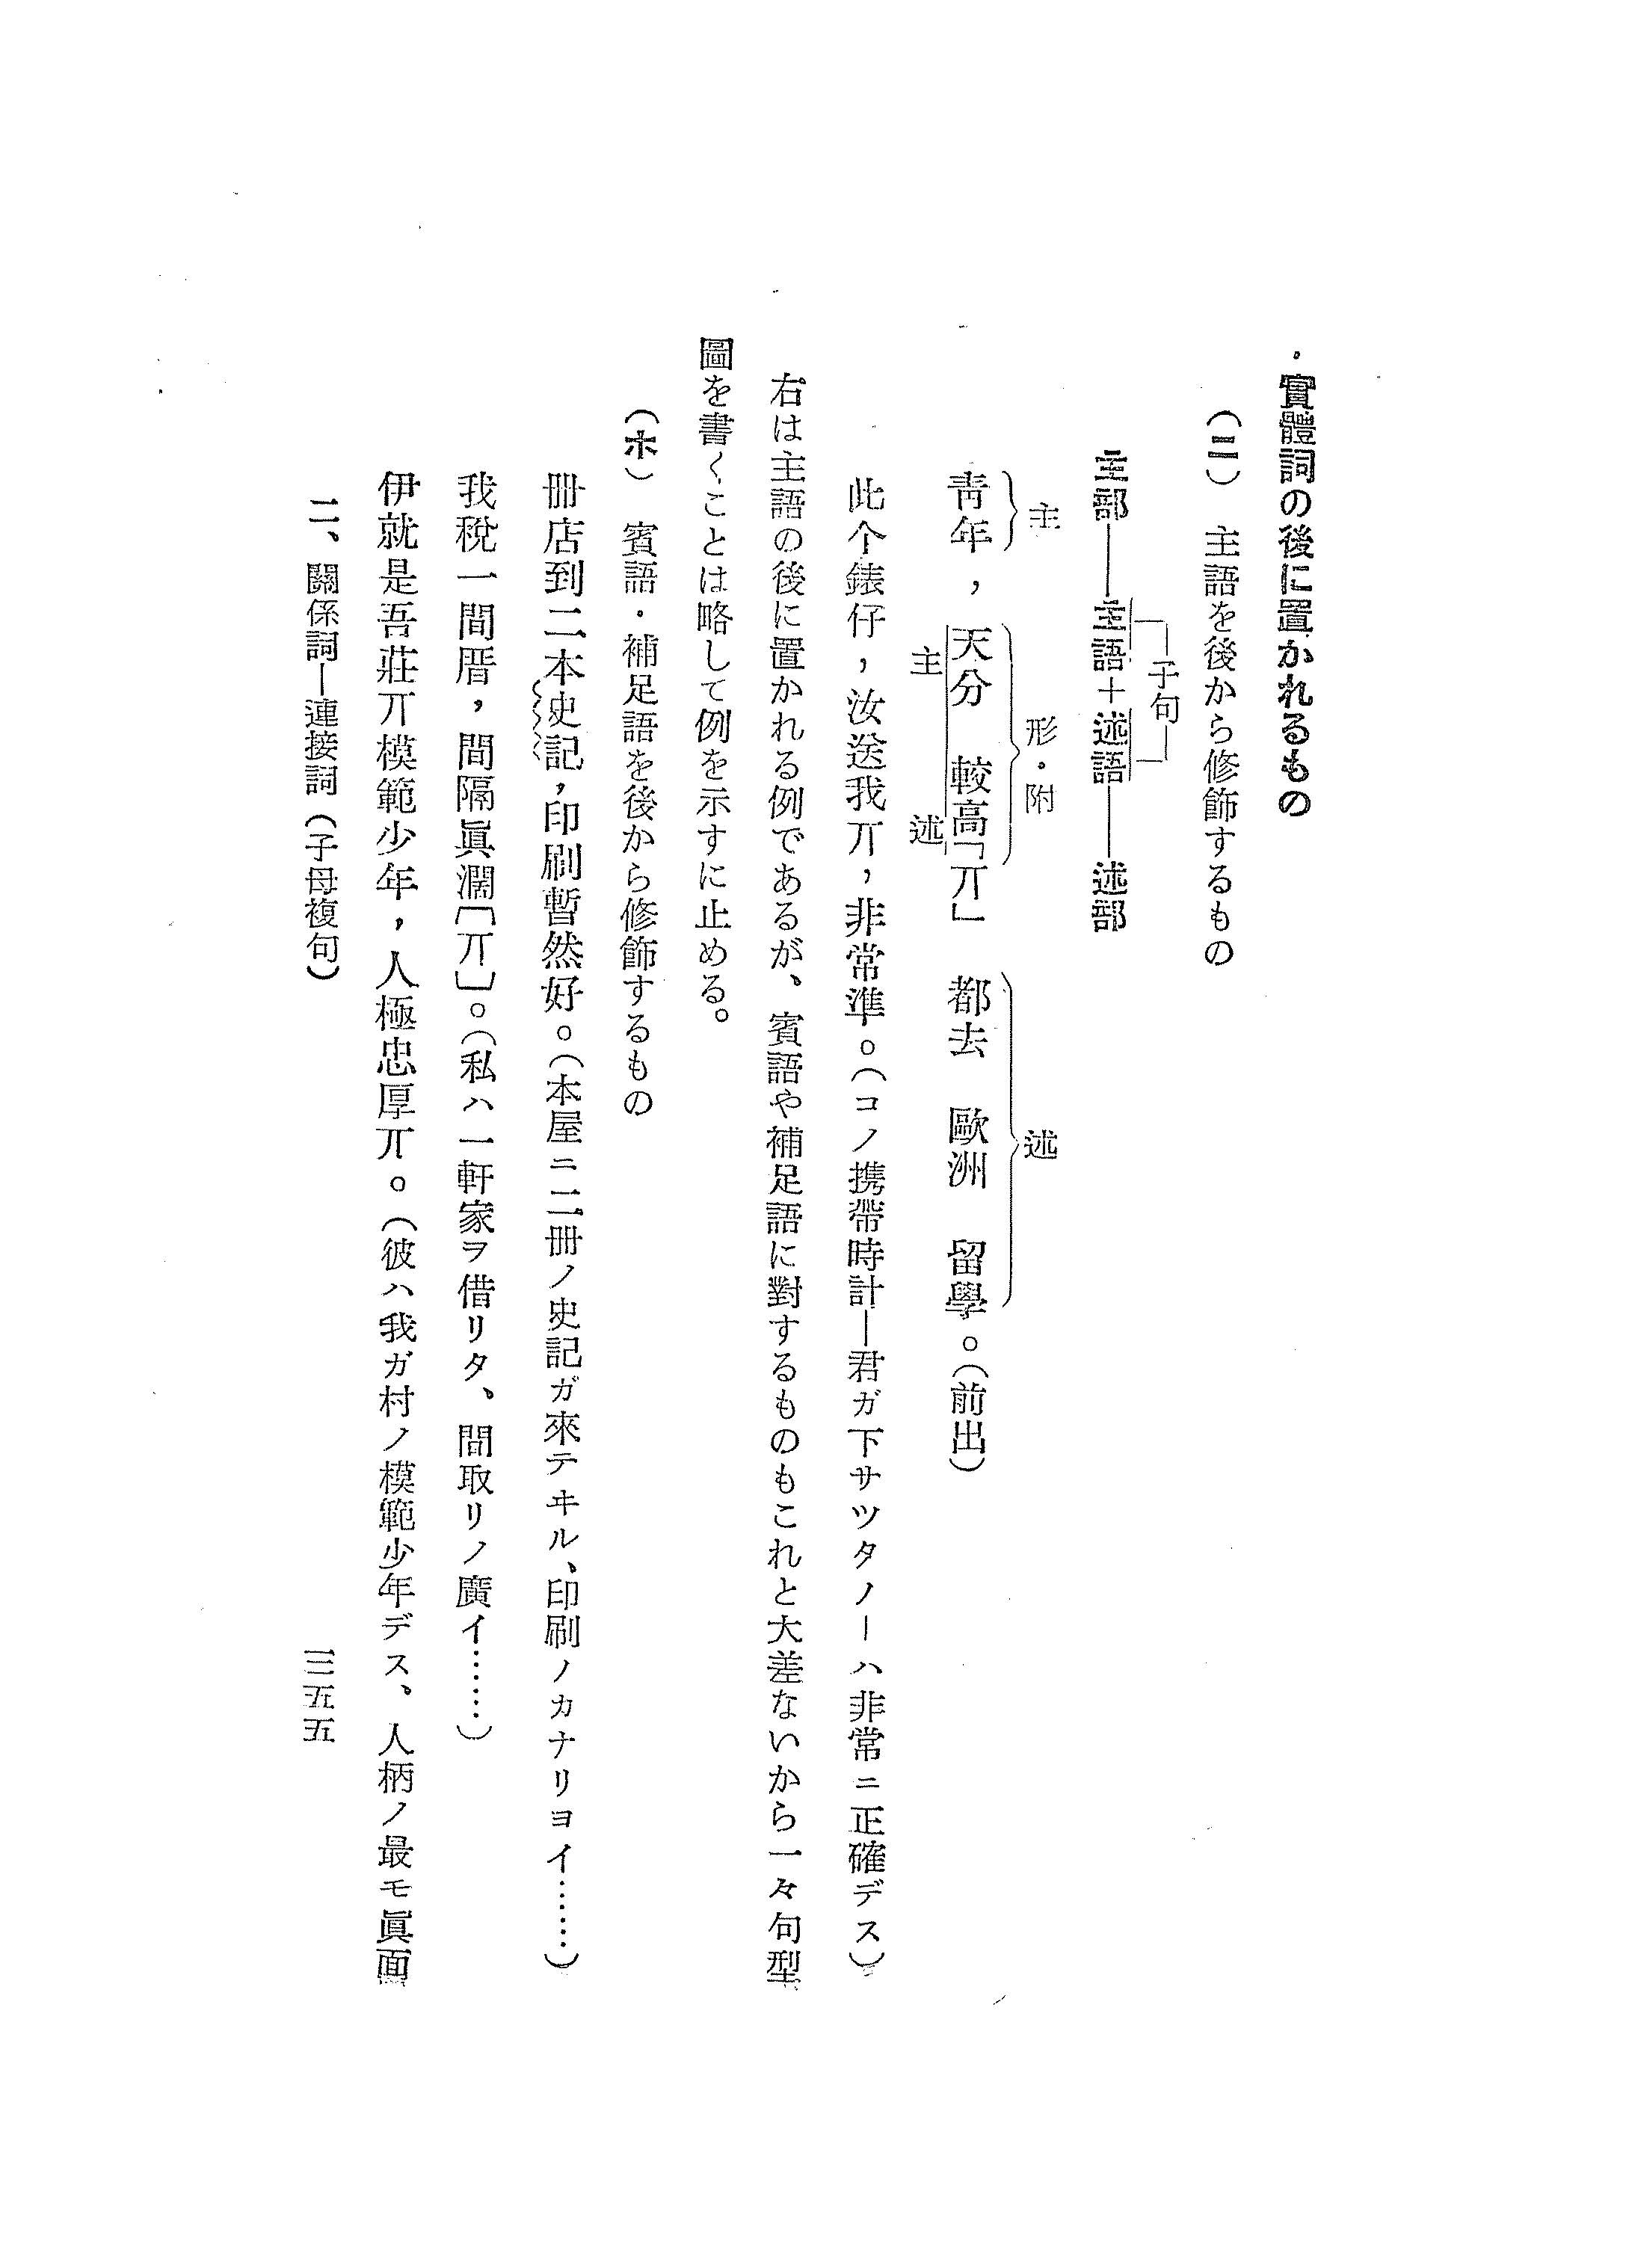 。實體詞の後に置かれるもの
(ニ) 主語を後から修飾するもの
子句
主部——主語+述語——述部
主 形・附 述
靑年，天分 較高「丌」 都去 歐洲 留學。(前出)
主 述
此个錶仔，汝送我丌，非常準。(コノ携帶時計—君ガ下サツタノ—ハ非常ニ正確デス)
右は主語の後に置かれる例であるが、賓語や補足語に對するものもこれと大差ないから一々句型
圖を書くことは略して例を示すに止める。
(ホ) 賓語・補足語を後から修飾するもの
冊店到二本史記，印刷暫然好。(本屋ニ二冊ノ史記ガ來テヰル、印刷ノカナリヨイ……)
我稅一間厝，間隔眞濶〔丌〕。(私ハ一軒家ヲ借リタ、間取リノ廣イ……)
伊就是吾莊丌模範少年，人極忠厚丌。(彼ハ我ガ村ノ模範少年デス、人柄ノ最モ眞面
二、關係詞—連接詞(子母複句)
三五五